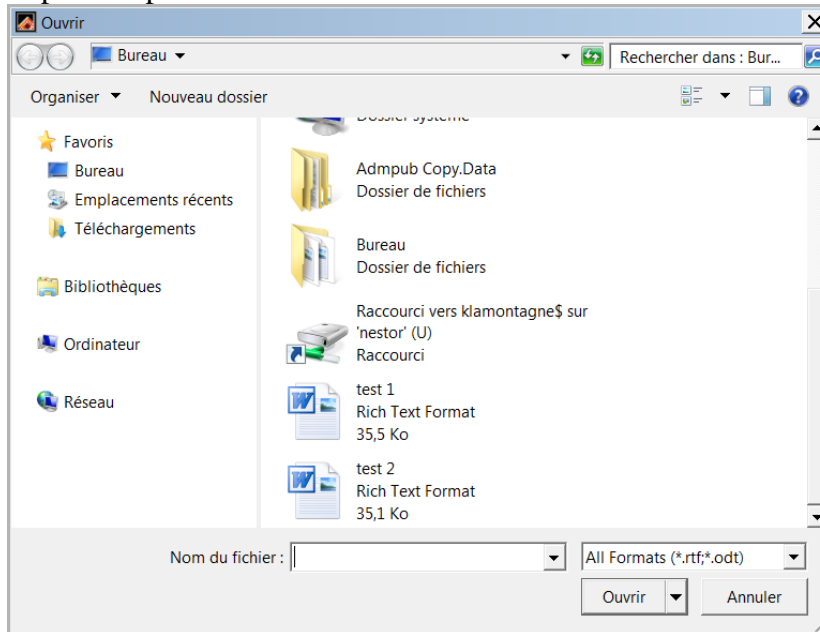 Ouvrir
Bureau
Rechercher dans : Bur...
Organiser
Nouveau dossier
Favoris
Bureau
Emplacements récents
Téléchargements
Bibliothèques
Ordinateur
Réseau
Dossier système
Admpub Copy.Data
Dossier de fichiers
Bureau
Dossier de fichiers
Raccourci vers klamontagne$ sur
'nestor' (U)
Raccourci
test 1
Rich Text Format
35,5 Ko
test 2
Rich Text Format
35,1 Ko
Nom du fichier :
All Formats (*.rtf;*.odt)
Ouvrir
Annuler